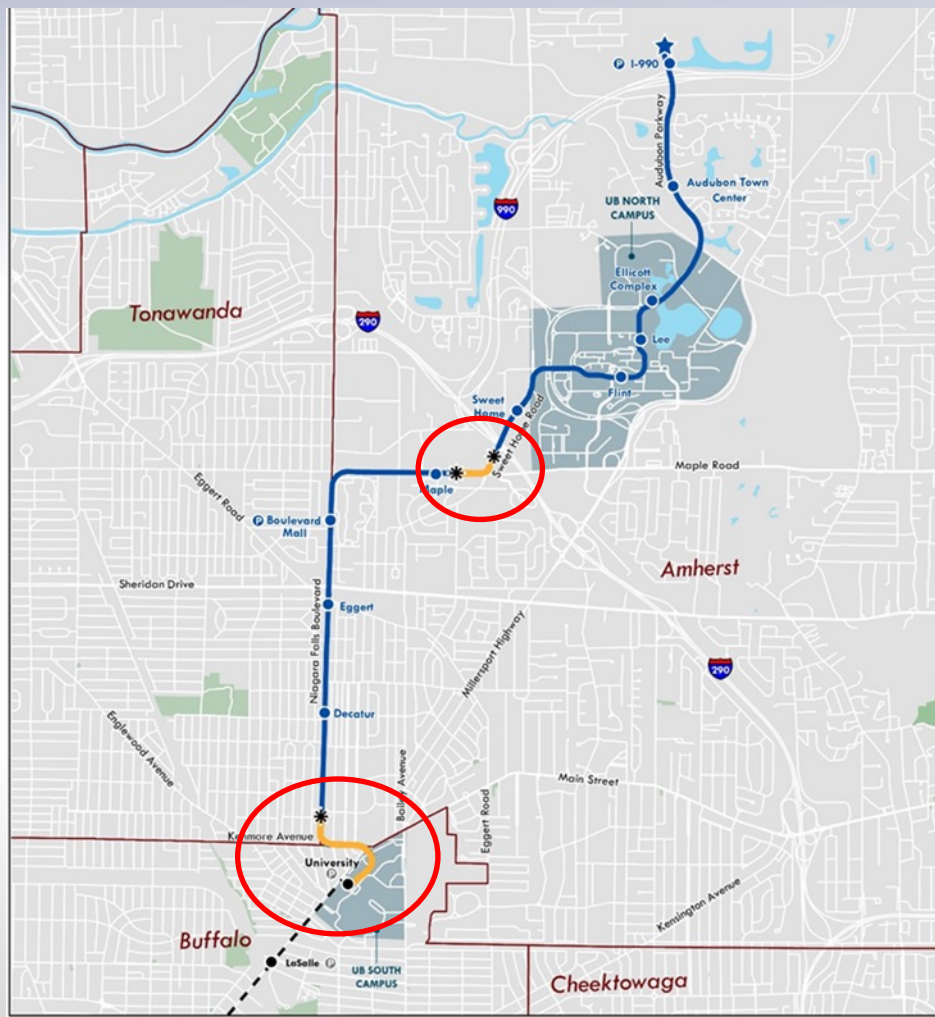 P I-990
Audubon Parkway
Audubon Town
Center
UB NORTH
CAMPUS
990
Ellicott
Complex
Tonawanda
290
Lee
Flint
Sweet
Home
Sweet Home Road
Maple
Maple Road
Eggert Road
P Boulevard
Mall
Amherst
Sheridan Drive
Niagara Falls Boulevard
Eggert
Millersport Highway
290
Decatur
Englewood Avenue
Bailey Avenue
Main Street
Kenmore Avenue
Eggert Road
University
P
Kensington Avenue
Buffalo
LaSalle P
UB SOUTH
CAMPUS
Cheektowaga